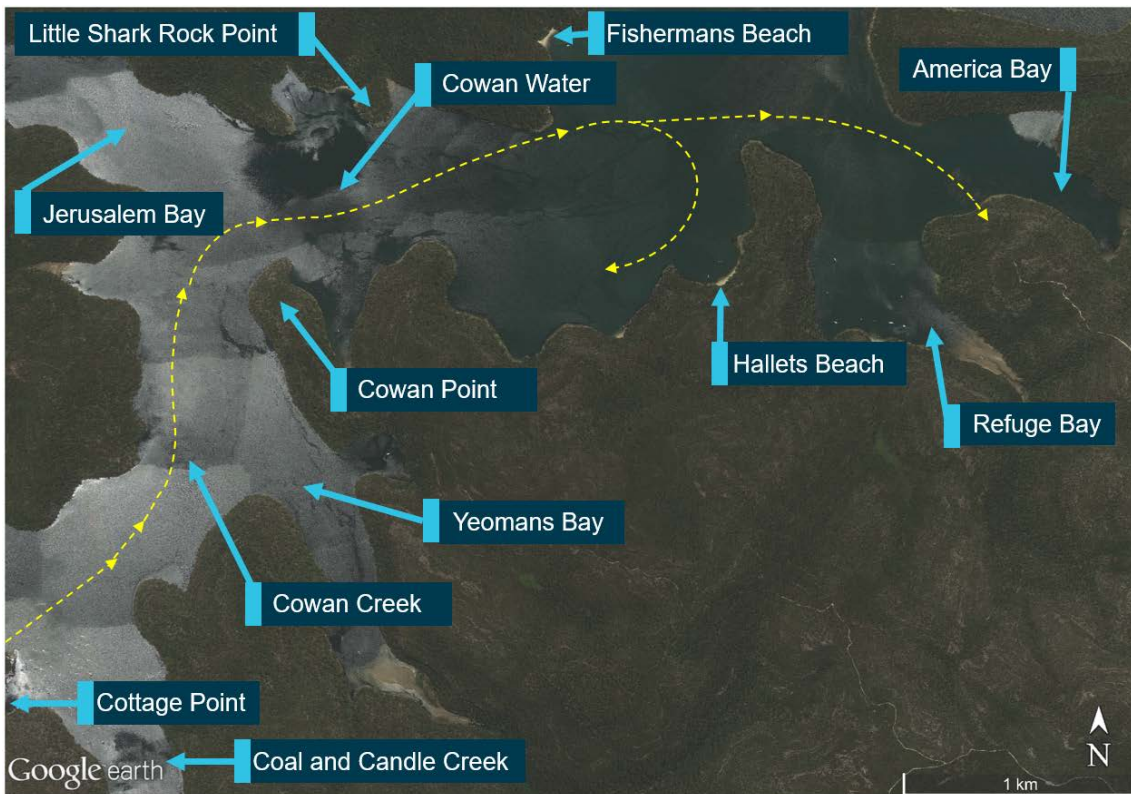 Little Shark Rock Point
Fishermans Beach
Cowan Water
America Bay
Jerusalem Bay
Hallets Beach
Cowan Point
Refuge Bay
Yeomans Bay
Cowan Creek
Cottage Point
Coal and Candle Creek
N
Google earth
1 km